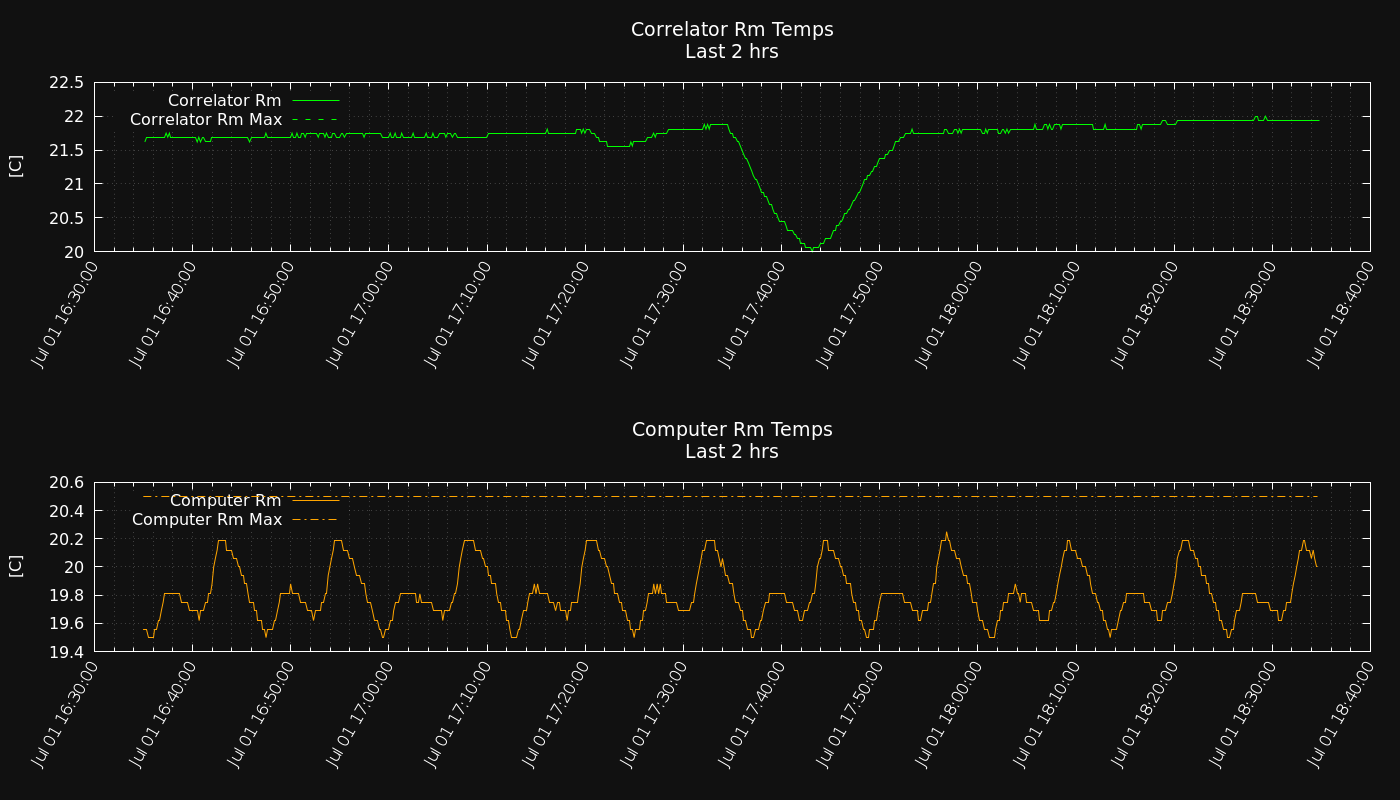 Correlator Rm Temps
Last 2 hrs
22.5
22
21.5
21
20.5
20
[C]
Correlator Rm
Correlator Rm Max
Jul 01 16:30:00
Jul 01 16:40:00
Jul 01 16:50:00
Jul 01 17:00:00
Jul 01 17:10:00
Jul 01 17:20:00
Jul 01 17:30:00
Jul 01 17:40:00
Jul 01 17:50:00
Jul 01 18:00:00
Jul 01 18:10:00
Jul 01 18:20:00
Jul 01 18:30:00
Jul 01 18:40:00
Computer Rm Temps
Last 2 hrs
20.6
20.4
20.2
20
19.8
19.6
19.4
[C]
Computer Rm
Computer Rm Max
Jul 01 16:30:00
Jul 01 16:40:00
Jul 01 16:50:00
Jul 01 17:00:00
Jul 01 17:10:00
Jul 01 17:20:00
Jul 01 17:30:00
Jul 01 17:40:00
Jul 01 17:50:00
Jul 01 18:00:00
Jul 01 18:10:00
Jul 01 18:20:00
Jul 01 18:30:00
Jul 01 18:40:00